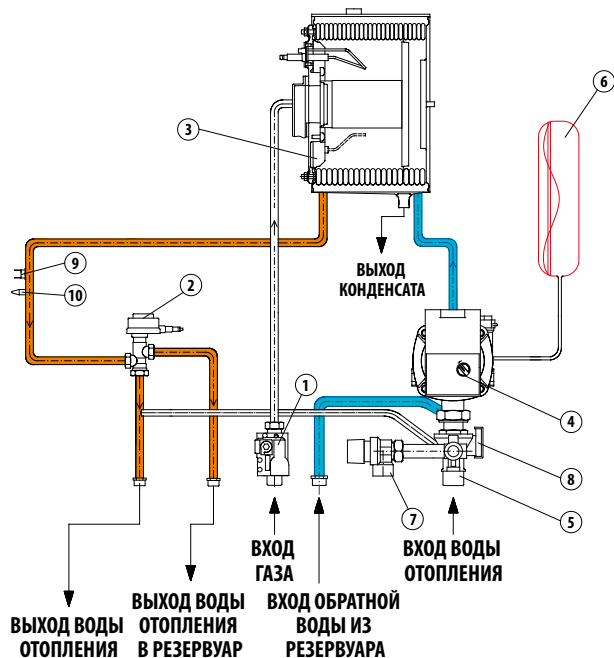 6
3
ВЫХОД
КОНДЕНСАТА
9
10
2
1
4
8
7
5
ВХОД
ГАЗА
ВХОД ВОДЫ
ОТОПЛЕНИЯ
ВЫХОД ВОДЫ
ОТОПЛЕНИЯ
ВЫХОД ВОДЫ
ОТОПЛЕНИЯ
В РЕЗЕРВУАР
ВХОД ОБРАТНОЙ
ВОДЫ ИЗ
РЕЗЕРВУАРА